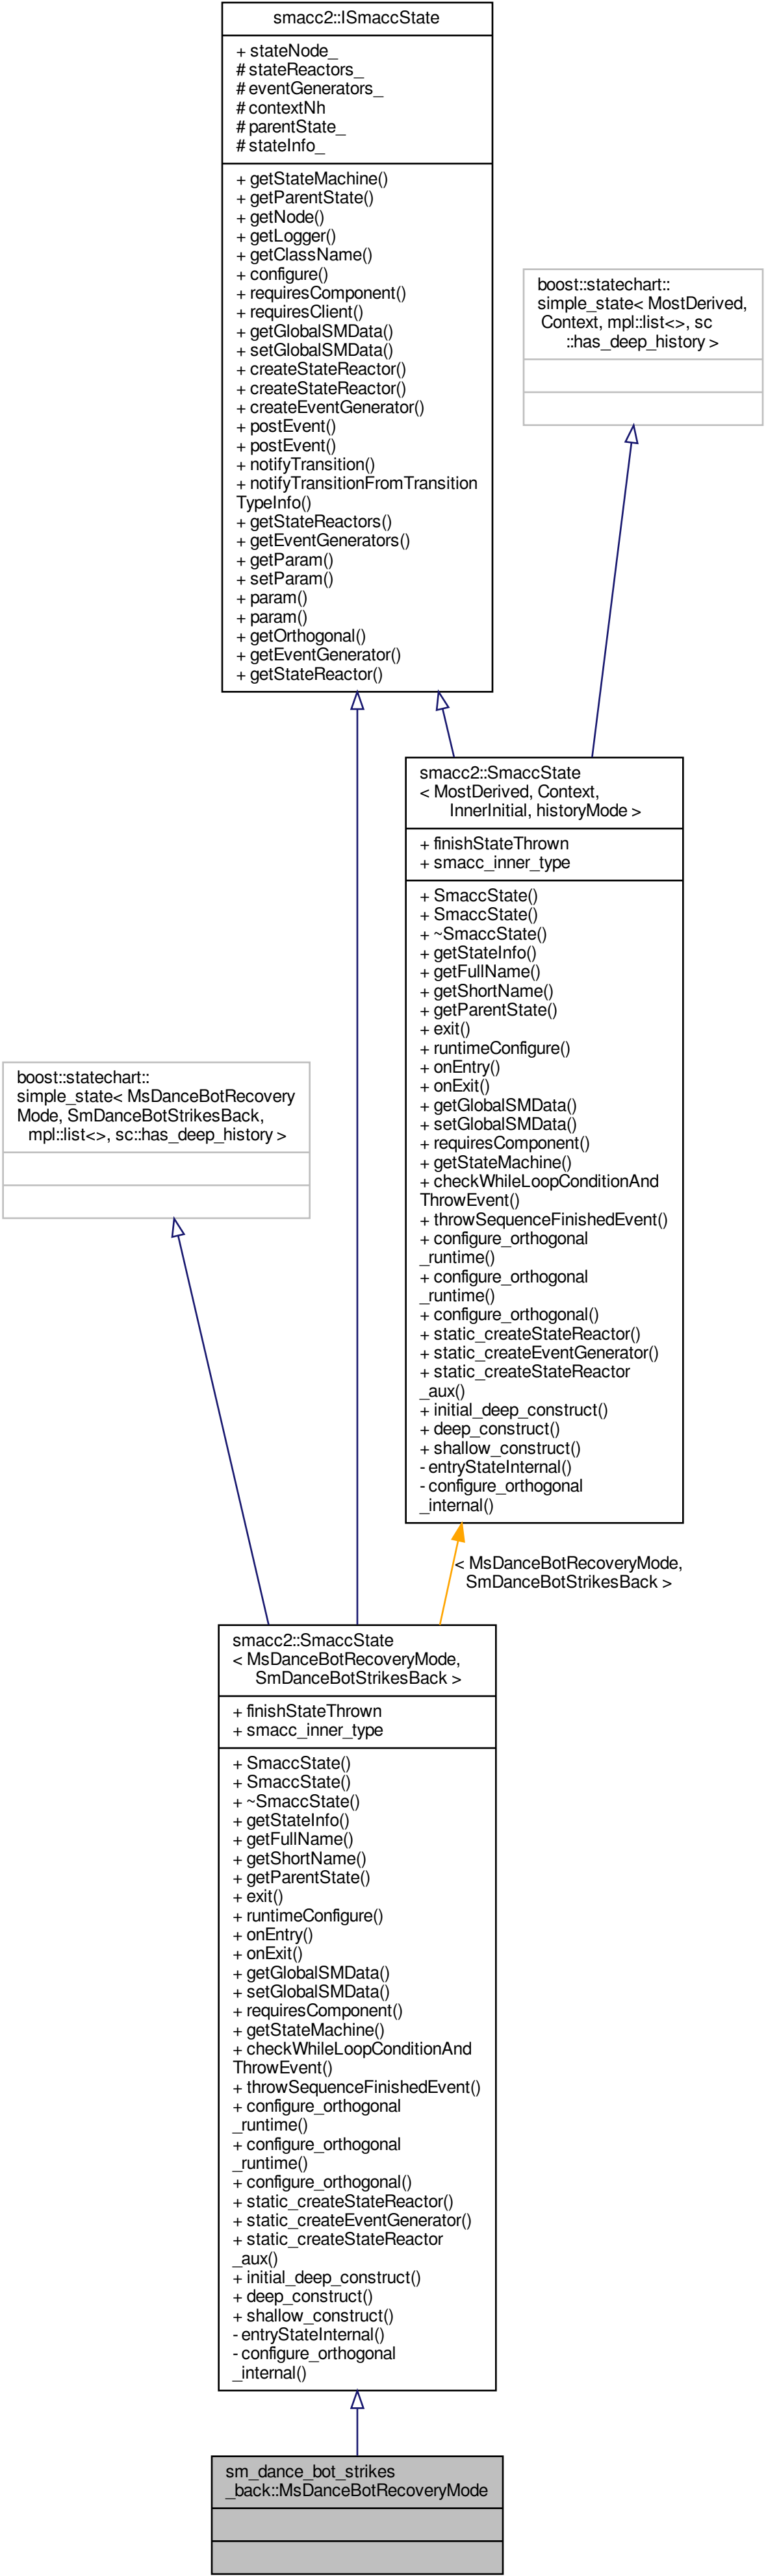 smacc2::ISmaccState
+ stateNode_
# stateReactors_
# eventGenerators_
# contextNh
# parentState_
# stateInfo_
+ getStateMachine()
+ getParentState()
+ getNode()
+ getLogger()
+ getClassName()
+ configure()
+ requiresComponent()
+ requiresClient()
+ getGlobalSMData()
+ setGlobalSMData()
+ createStateReactor()
+ createStateReactor()
+ createEventGenerator()
+ postEvent()
+ postEvent()
+ notifyTransition()
+ notifyTransitionFromTransition
TypeInfo()
+ getStateReactors()
+ getEventGenerators()
+ getParam()
+ setParam()
+ param()
+ param()
+ getOrthogonal()
+ getEventGenerator()
+ getStateReactor()
boost::statechart::
simple_state< MostDerived,
Context, mpl::list<>, sc
::has_deep_history >
smacc2::SmaccState
< MostDerived, Context,
InnerInitial, historyMode >
+ finishStateThrown
+ smacc_inner_type
+ SmaccState()
+ SmaccState()
+ ~SmaccState()
+ getStateInfo()
+ getFullName()
+ getShortName()
+ getParentState()
+ exit()
+ runtimeConfigure()
+ onEntry()
+ onExit()
+ getGlobalSMData()
+ setGlobalSMData()
+ requiresComponent()
+ getStateMachine()
+ checkWhileLoopConditionAnd
ThrowEvent()
+ throwSequenceFinishedEvent()
+ configure_orthogonal
_runtime()
+ configure_orthogonal
_runtime()
+ configure_orthogonal()
+ static_createStateReactor()
+ static_createEventGenerator()
+ static_createStateReactor
_aux()
+ initial_deep_construct()
+ deep_construct()
+ shallow_construct()
- entryStateInternal()
- configure_orthogonal
_internal()
boost::statechart::
simple_state< MsDanceBotRecovery
Mode, SmDanceBotStrikesBack,
mpl::list<>, sc::has_deep_history >
< MsDanceBotRecoveryMode,
SmDanceBotStrikesBack >
smacc2::SmaccState
< MsDanceBotRecoveryMode,
SmDanceBotStrikesBack >
+ finishStateThrown
+ smacc_inner_type
+ SmaccState()
+ SmaccState()
+ ~SmaccState()
+ getStateInfo()
+ getFullName()
+ getShortName()
+ getParentState()
+ exit()
+ runtimeConfigure()
+ onEntry()
+ onExit()
+ getGlobalSMData()
+ setGlobalSMData()
+ requiresComponent()
+ getStateMachine()
+ checkWhileLoopConditionAnd
ThrowEvent()
+ throwSequenceFinishedEvent()
+ configure_orthogonal
_runtime()
+ configure_orthogonal
_runtime()
+ configure_orthogonal()
+ static_createStateReactor()
+ static_createEventGenerator()
+ static_createStateReactor
_aux()
+ initial_deep_construct()
+ deep_construct()
+ shallow_construct()
- entryStateInternal()
- configure_orthogonal
_internal()
sm_dance_bot_strikes
_back::MsDanceBotRecoveryMode